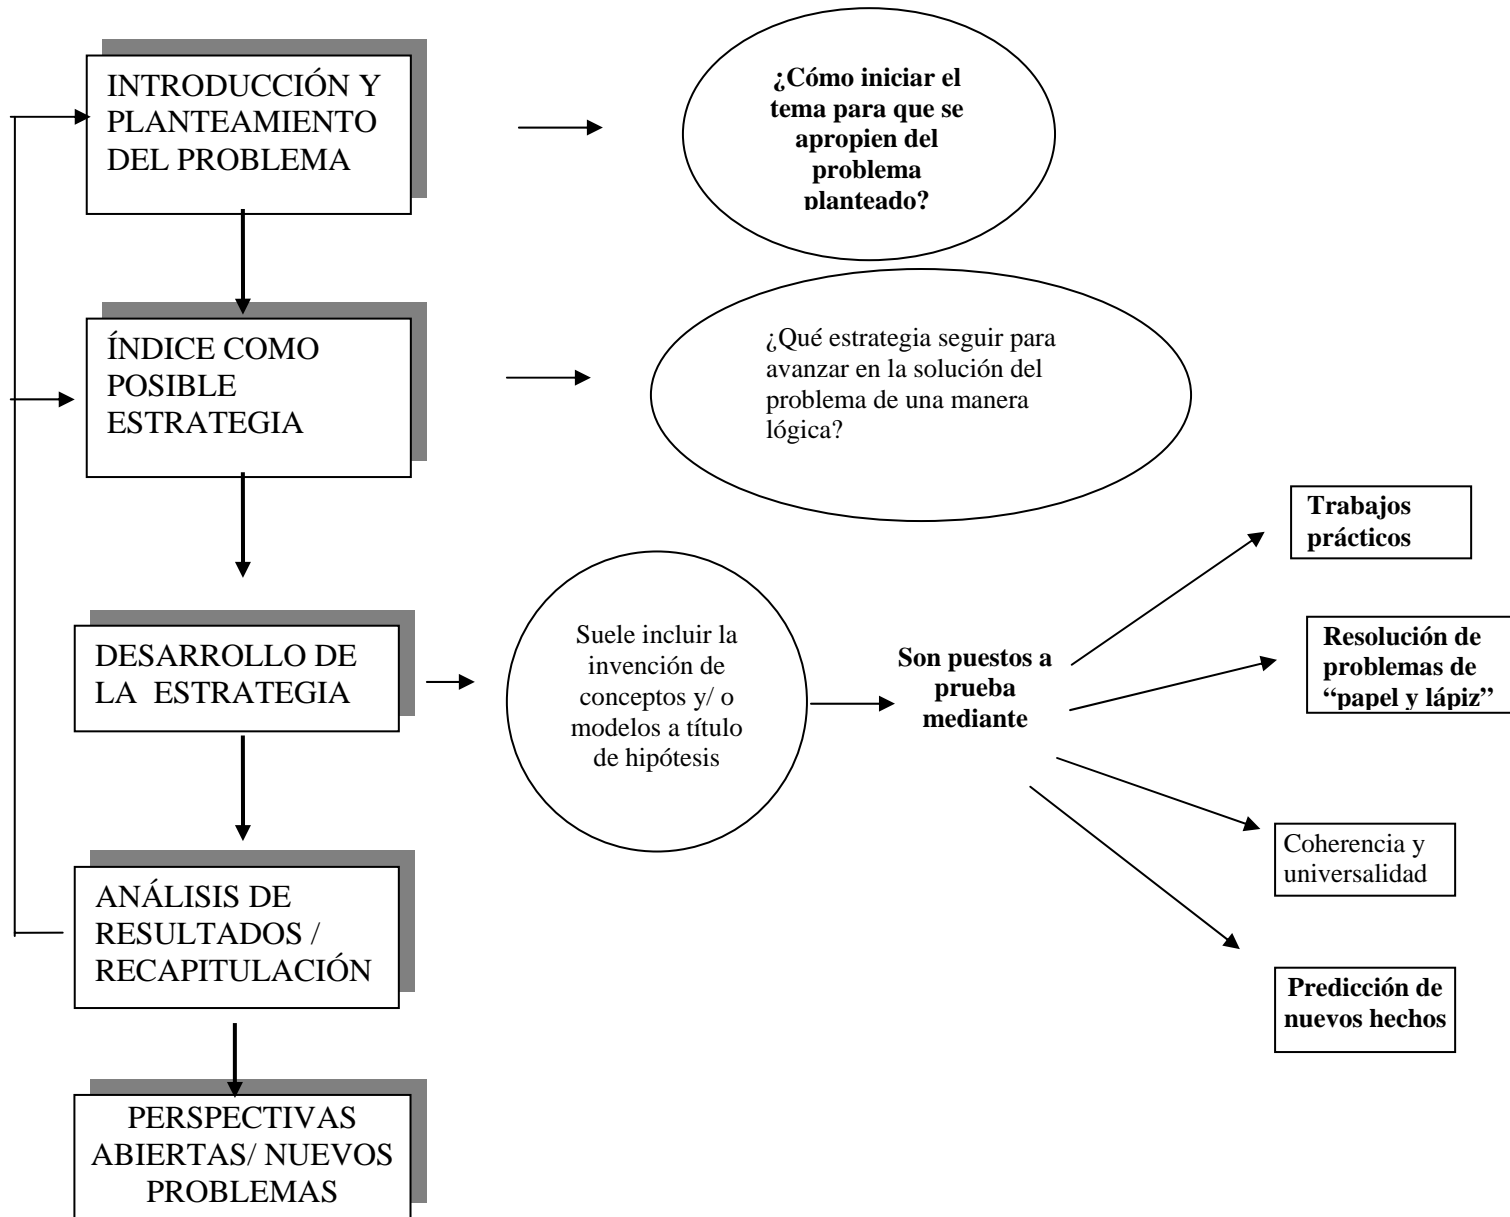 INTRODUCCIÓN Y
PLANTEAMIENTO
DEL PROBLEMA
¿Cómo iniciar el
tema para que se
apropien del
problema
planteado?
ÍNDICE COMO
POSIBLE
ESTRATEGIA
¿Qué estrategia seguir para
avanzar en la solución del
problema de una manera
lógica?
DESARROLLO DE
LA ESTRATEGIA
Suele incluir la
invención de
conceptos y/ o
modelos a título
de hipótesis
Son puestos a
prueba
mediante
Trabajos
prácticos
Resolución de
problemas de
“papel y lápiz”
Coherencia y
universalidad
Predicción de
nuevos hechos
ANÁLISIS DE
RESULTADOS /
RECAPITULACIÓN
PERSPECTIVAS
ABIERTAS/ NUEVOS
PROBLEMAS